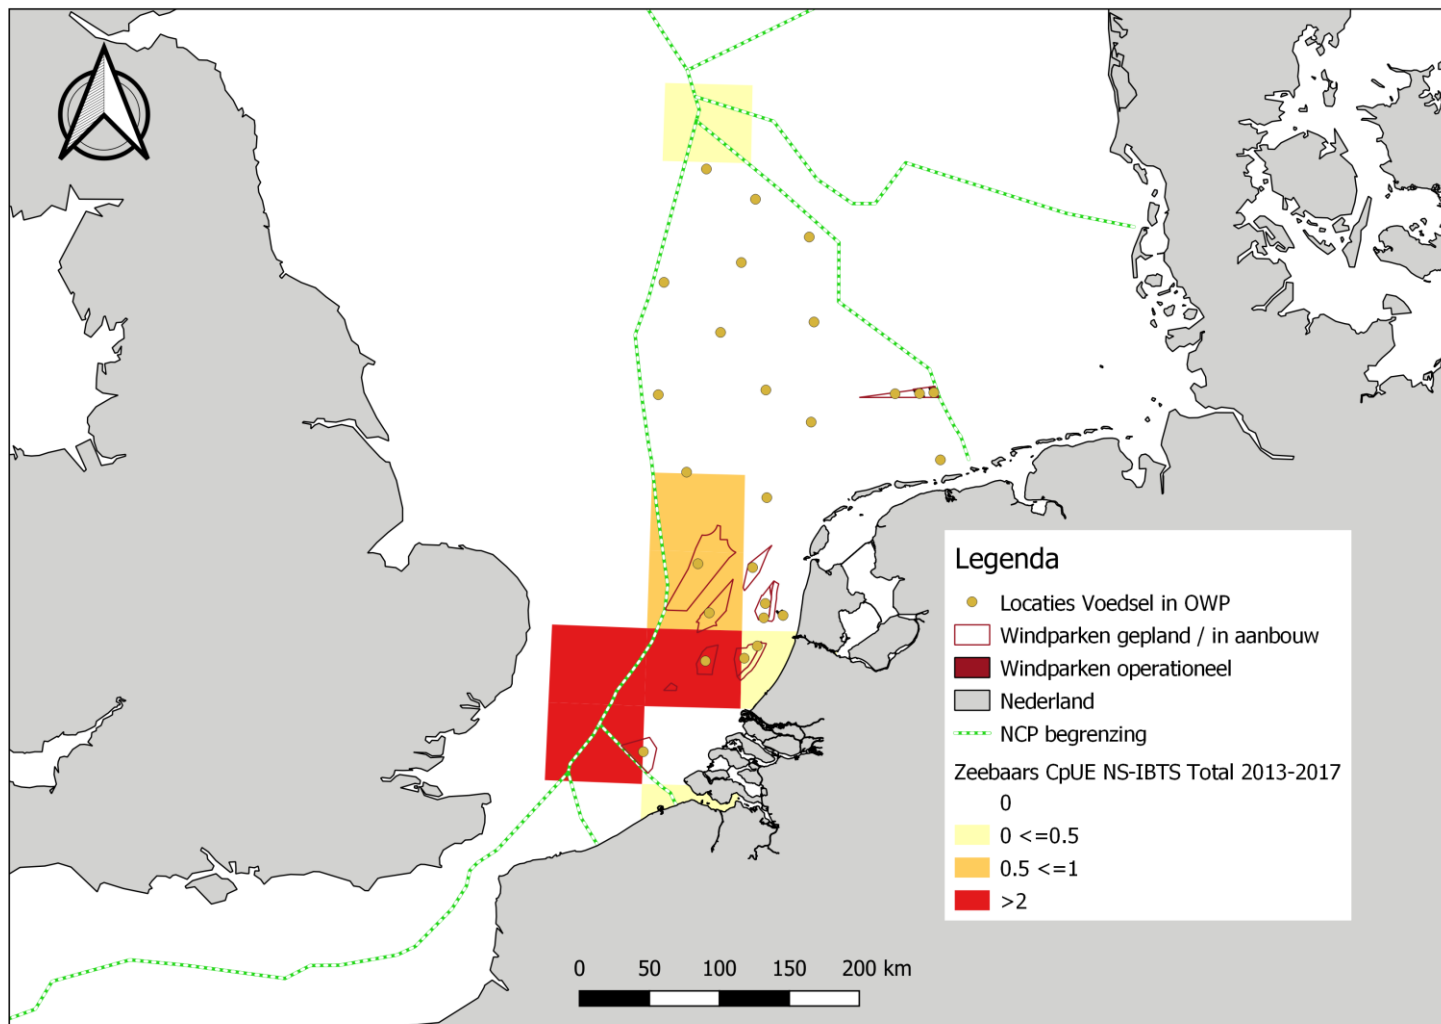 Legenda
Locaties Voedsel in OWP
Windparken gepland / in aanbouw
Windparken operationeel
Nederland
NCP begrenzing
Zeebaars CpUE NS-IBTS Total 2013-2017
0
0 <=0.5
0.5 <=1
>2
0 50 100 150 200 km